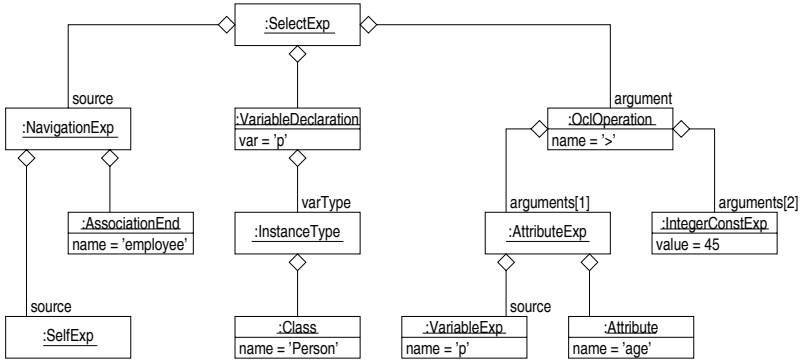 :SelectExp
source
argument
:NavigationExp
:VariableDeclaration
var = 'p'
:OclOperation
name = '>'
varType
arguments[1]
arguments[2]
:AssociationEnd
name = 'employee'
:InstanceType
:AttributeExp
:IntegerConstExp
value = 45
source
source
:SelfExp
:Class
name = 'Person'
:VariableExp
name = 'p'
:Attribute
name = 'age'